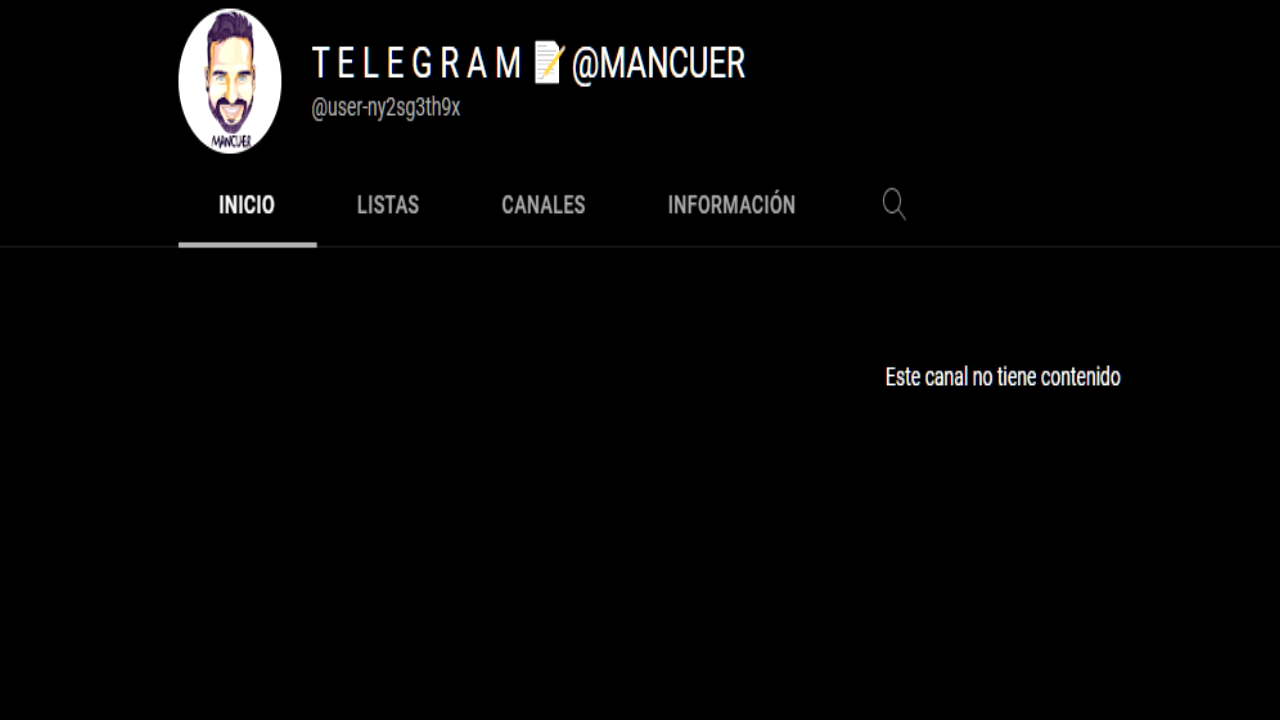 T E L E G R A M 📝 @MANCUER
@user-ny2sg3th9x
MANCUER
INICIO LISTAS CANALES INFORMACIÓN
Este canal no tiene contenido